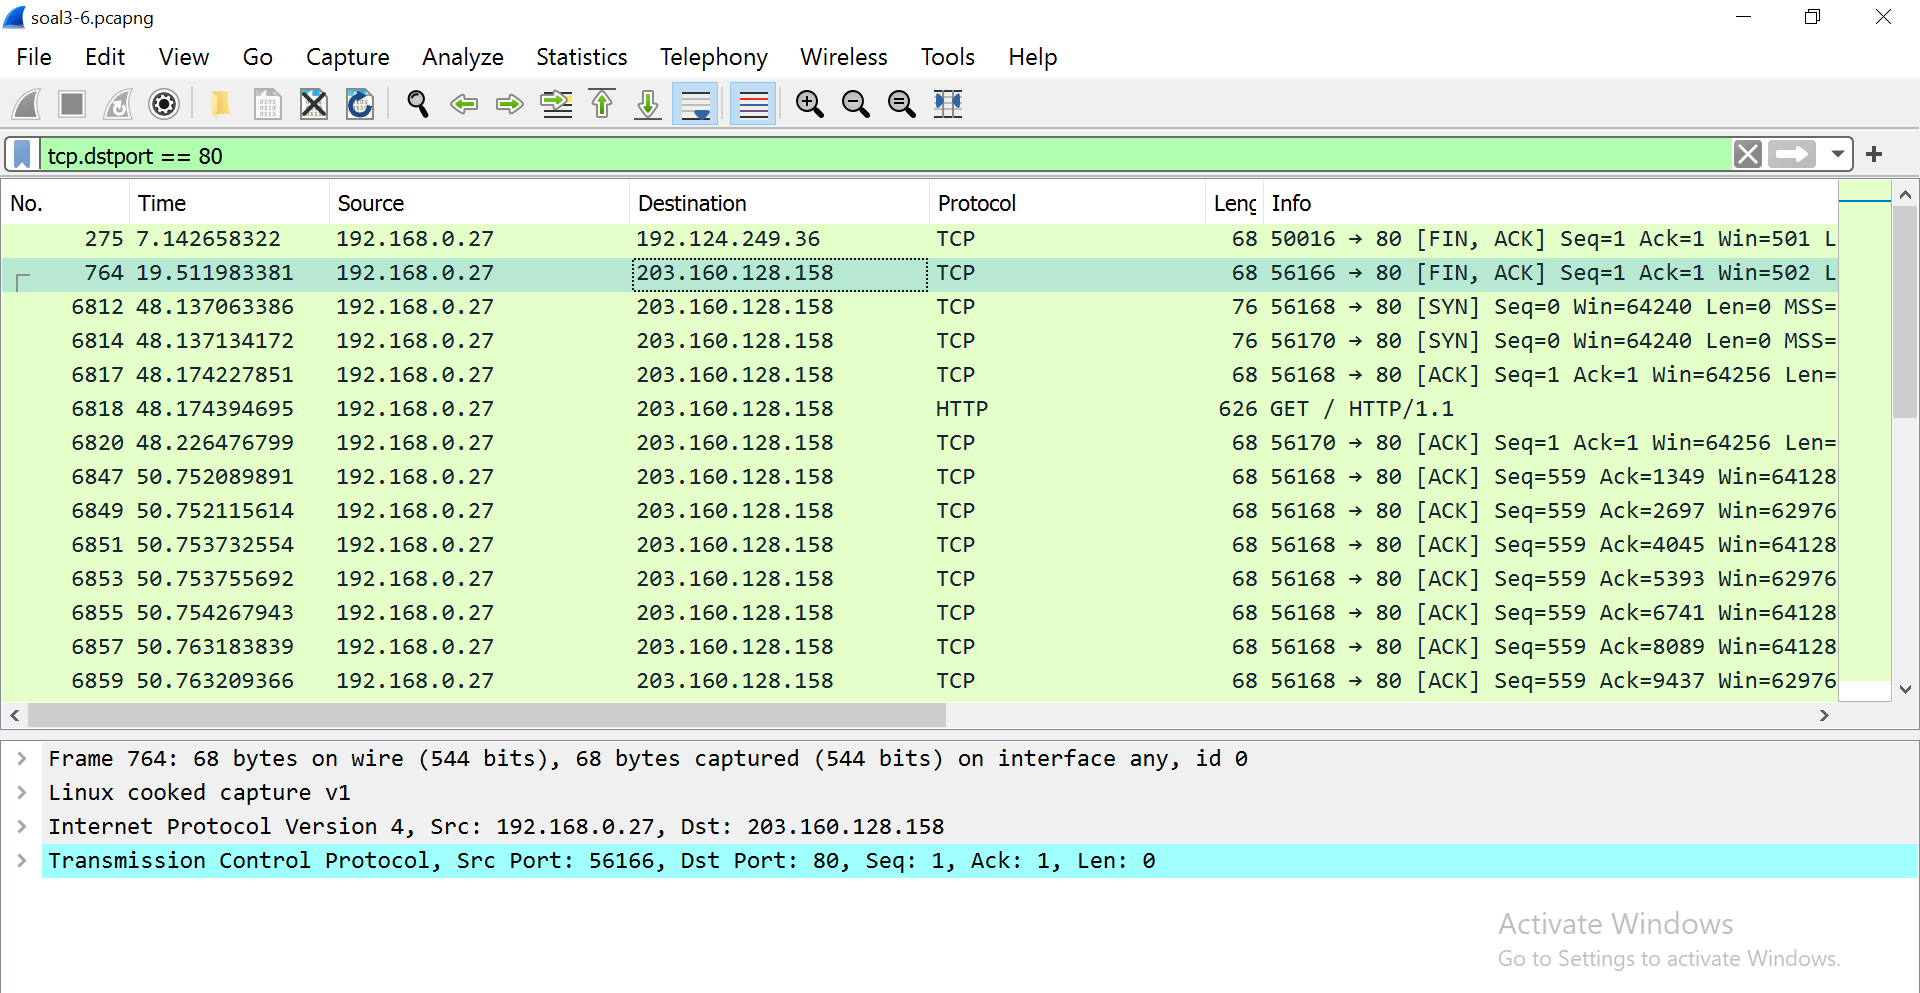 soal3-6.pcapng
File Edit View Go Capture Analyze Statistics Telephony Wireless Tools Help
tcp.dstport == 80
No. Time Source Destination Protocol Leng Info
275 7.142658322 192.168.0.27 192.124.249.36 TCP 68 50016 → 80 [FIN, ACK] Seq=1 Ack=1 Win=501 L
764 19.511983381 192.168.0.27 203.160.128.158 TCP 68 56166 → 80 [FIN, ACK] Seq=1 Ack=1 Win=502 L
6812 48.137063386 192.168.0.27 203.160.128.158 TCP 76 56168 → 80 [SYN] Seq=0 Win=64240 Len=0 MSS=
6814 48.137134172 192.168.0.27 203.160.128.158 TCP 76 56170 → 80 [SYN] Seq=0 Win=64240 Len=0 MSS=
6817 48.174227851 192.168.0.27 203.160.128.158 TCP 68 56168 → 80 [ACK] Seq=1 Ack=1 Win=64256 Len=
6818 48.174394695 192.168.0.27 203.160.128.158 HTTP 626 GET / HTTP/1.1
6820 48.226476799 192.168.0.27 203.160.128.158 TCP 68 56170 → 80 [ACK] Seq=1 Ack=1 Win=64256 Len=
6847 50.752089891 192.168.0.27 203.160.128.158 TCP 68 56168 → 80 [ACK] Seq=559 Ack=1349 Win=64128
6849 50.752115614 192.168.0.27 203.160.128.158 TCP 68 56168 → 80 [ACK] Seq=559 Ack=2697 Win=62976
6851 50.753732554 192.168.0.27 203.160.128.158 TCP 68 56168 → 80 [ACK] Seq=559 Ack=4045 Win=64128
6853 50.753755692 192.168.0.27 203.160.128.158 TCP 68 56168 → 80 [ACK] Seq=559 Ack=5393 Win=62976
6855 50.754267943 192.168.0.27 203.160.128.158 TCP 68 56168 → 80 [ACK] Seq=559 Ack=6741 Win=64128
6857 50.763183839 192.168.0.27 203.160.128.158 TCP 68 56168 → 80 [ACK] Seq=559 Ack=8089 Win=64128
6859 50.763209366 192.168.0.27 203.160.128.158 TCP 68 56168 → 80 [ACK] Seq=559 Ack=9437 Win=62976
Frame 764: 68 bytes on wire (544 bits), 68 bytes captured (544 bits) on interface any, id 0
Linux cooked capture v1
Internet Protocol Version 4, Src: 192.168.0.27, Dst: 203.160.128.158
Transmission Control Protocol, Src Port: 56166, Dst Port: 80, Seq: 1, Ack: 1, Len: 0
Activate Windows
Go to Settings to activate Windows.